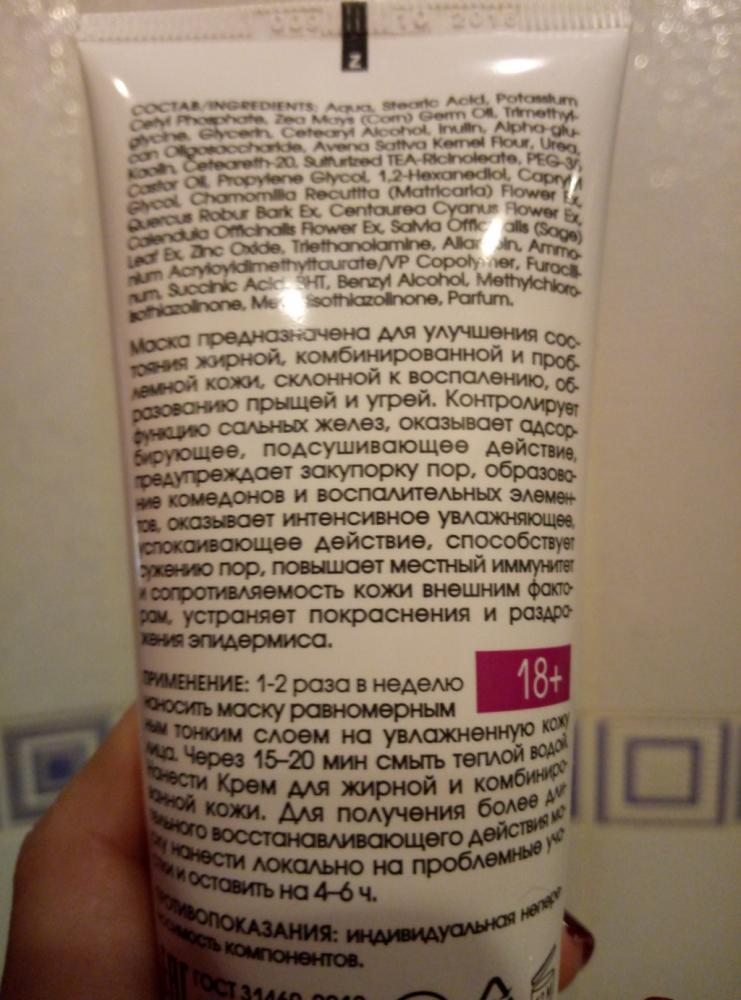 10 2016
N
СОСТАВ/INGREDIENTS: Aqua, Stearic Acid, Potassium
Cetyl Phosphate, Zea Mays (Corn) Germ Oil, Trimethyl-
glycine, Glycerin, Cetearyl Alcohol, Inulin, Alpha-glu-
can Oligosaccharide, Avena Sativa Kernel Flour, Urea,
Kaolin, Ceteareth-20, Sulfurized TEA-Ricinoleate, PEG-
Castor Oil, Propylene Glycol, 1,2-Hexanediol, Capryl
Glycol, Chamomilla Recutita (Matricaria) Flower Ex,
Quercus Robur Bark Ex, Centaurea Cyanus Flower Ex,
Calendula Officinalis Flower Ex, Salvia Officinalis (Sage)
Leaf Ex, Zinc Oxide, Triethanolamine, Allantoin, Ammo-
nium Acryloyldimethyltaurate/VP Copolymer, Furacili-
num, Succinic Acid, BHT, Benzyl Alcohol, Methylchloro-
isothiazolinone, Methylisothiazolinone, Parfum.
Маска предназначена для улучшения сос-
тояния жирной, комбинированной и проб-
лемной кожи, склонной к воспалению, об-
разованию прыщей и угрей. Контролирует
функцию сальных желез, оказывает адсор-
бирующее, подсушивающее действие,
предупреждает закупорку пор, образова-
ние комедонов и воспалительных элемен-
тов, оказывает интенсивное увлажняющее,
успокаивающее действие, способствует
сужению пор, повышает местный иммунитет
и сопротивляемость кожи внешним факто-
рам, устраняет покраснения и раздра-
жения эпидермиса.
ПРИМЕНЕНИЕ: 1-2 раза в неделю
наносить маску равномерным
ным тонким слоем на увлажненную кожу
лица. Через 15–20 мин смыть теплой водой,
нанести Крем для жирной и комбиниро-
ванной кожи. Для получения более дли-
тельного восстанавливающего действия ма-
ску нанести локально на проблемные учас-
тки и оставить на 4–6 ч.
18+
ПРОТИВОПОКАЗАНИЯ: индивидуальная непере-
носимость компонентов.
ГОСТ 31460-2012